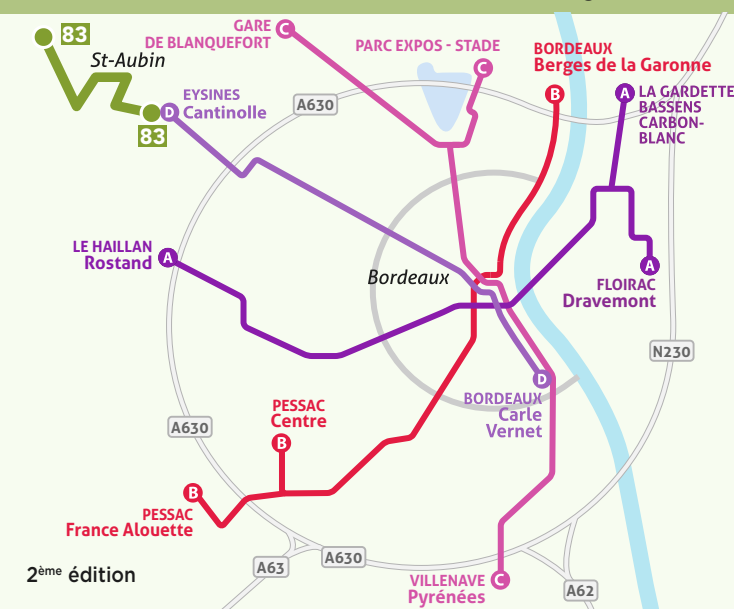 GARE
DE BLANQUEFORT
C
83
St-Aubin
PARC EXPOS - STADE
C
BORDEAUX
Berges de la Garonne
B
A
LA GARDETTE
BASSENS
CARBON-
BLANC
EYSINES
Cantinolle
D
83
A630
LE HAILLAN
Rostand
A
Bordeaux
A
FLOIRAC
Dravemont
N230
D
BORDEAUX
Carle
Vernet
PESSAC
Centre
B
A630
B
PESSAC
France Alouette
A630
A63
2ème édition
VILLENAVE
Pyrénées
C
A62